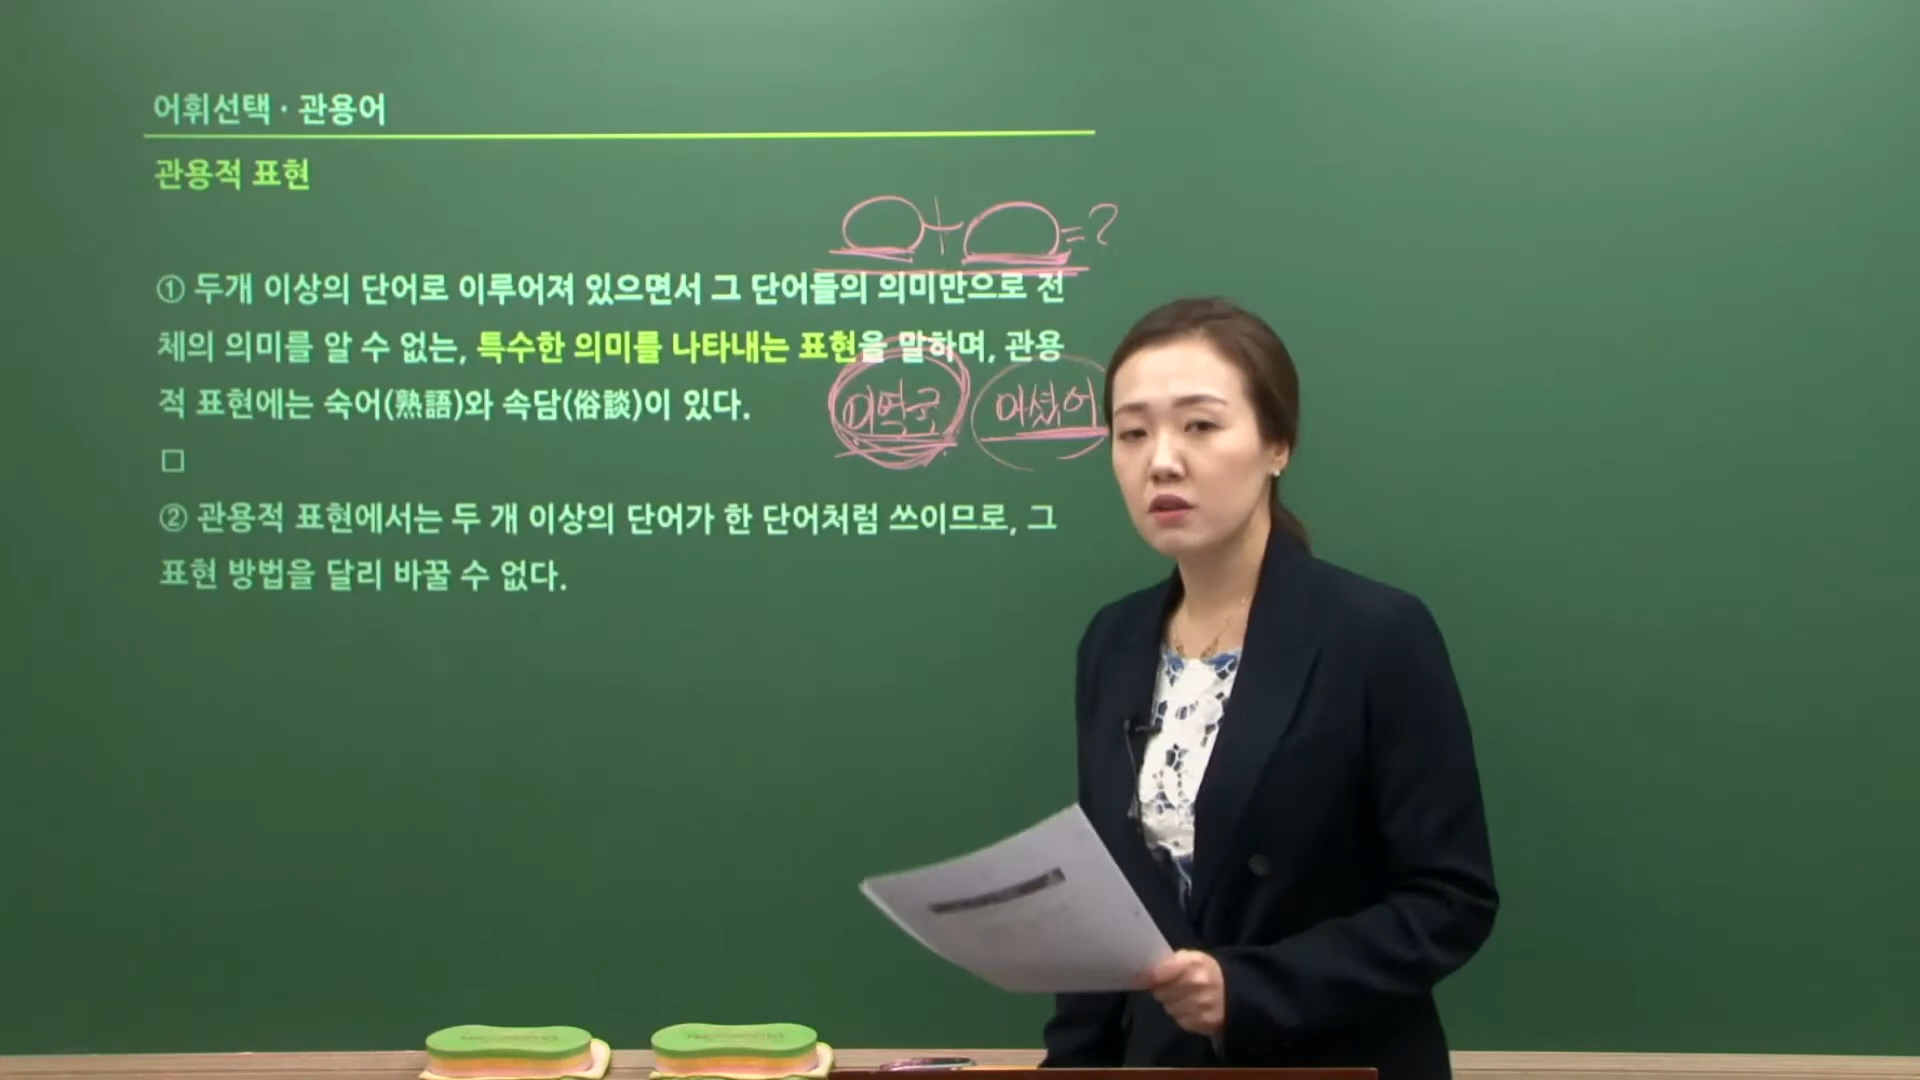 어휘선택 · 관용어
관용적 표현
+ = ?
① 두개 이상의 단어로 이루어져 있으면서 그 단어들의 의미만으로 전
체의 의미를 알 수 없는, 특수한 의미를 나타내는 표현을 말하며, 관용
적 표현에는 숙어(熟語)와 속담(俗談)이 있다.
미역국 마셨어
② 관용적 표현에서는 두 개 이상의 단어가 한 단어처럼 쓰이므로, 그
표현 방법을 달리 바꿀 수 없다.